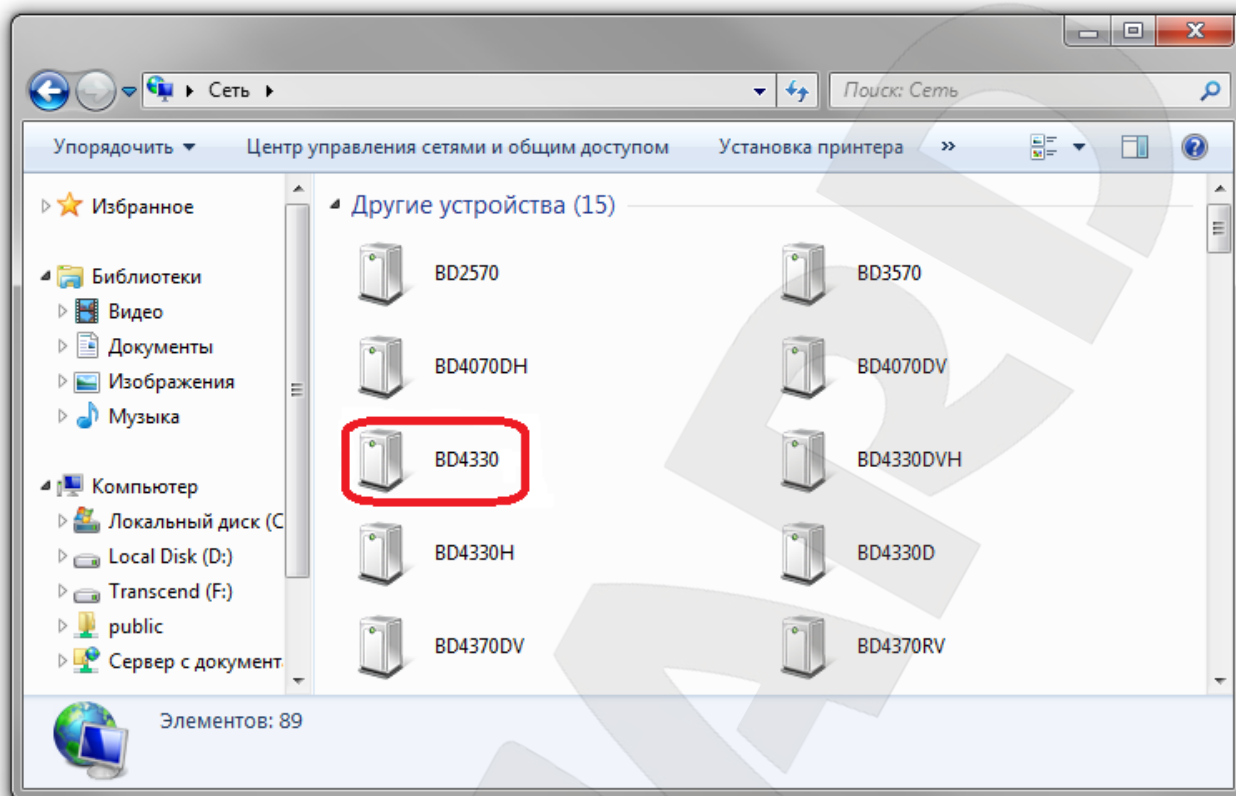 Сеть
Поиск: Сеть
Упорядочить Центр управления сетями и общим доступом Установка принтера »
Избранное
Библиотеки
Видео
Документы
Изображения
Музыка
Компьютер
Локальный диск (C
Local Disk (D:)
Transcend (F:)
public
Сервер с документ
Другие устройства (15)
BD2570
BD3570
BD4070DH
BD4070DV
BD4330
BD4330DVH
BD4330H
BD4330D
BD4370DV
BD4370RV
Элементов: 89